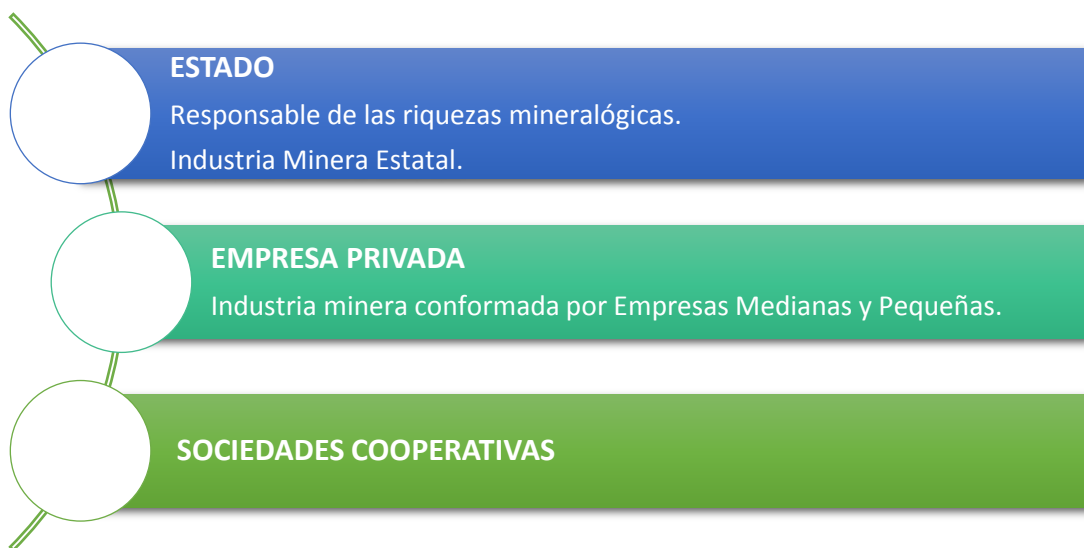 ESTADO
Responsable de las riquezas mineralógicas.
Industria Minera Estatal.
EMPRESA PRIVADA
Industria minera conformada por Empresas Medianas y Pequeñas.
SOCIEDADES COOPERATIVAS